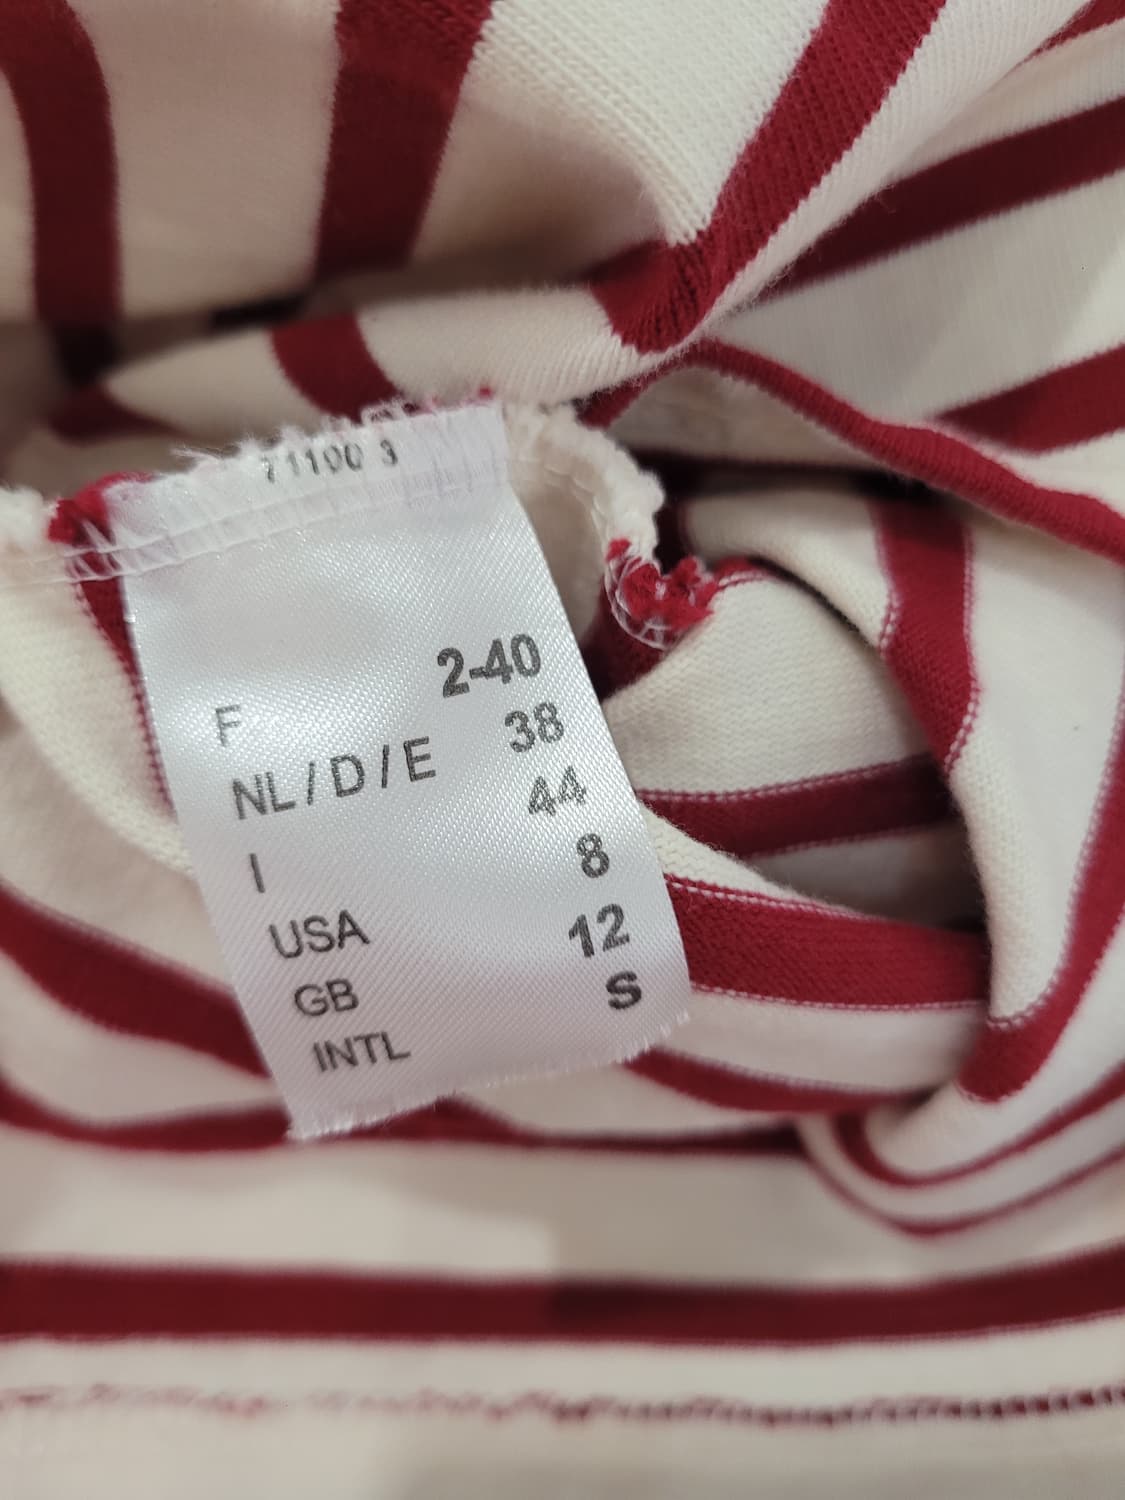 71100 3
F 2-40
NL / D / E 38
I 44
USA 8
GB 12
INTL S